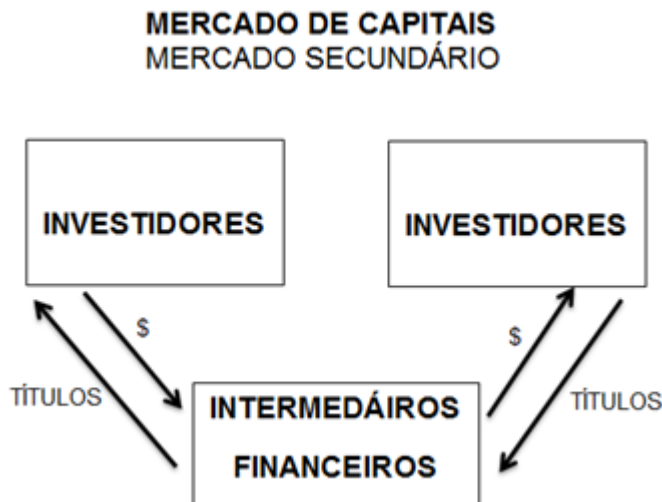 MERCADO DE CAPITAIS
MERCADO SECUNDÁRIO
INVESTIDORES
INVESTIDORES
$
$
TÍTULOS
TÍTULOS
INTERMEDÁIROS
FINANCEIROS